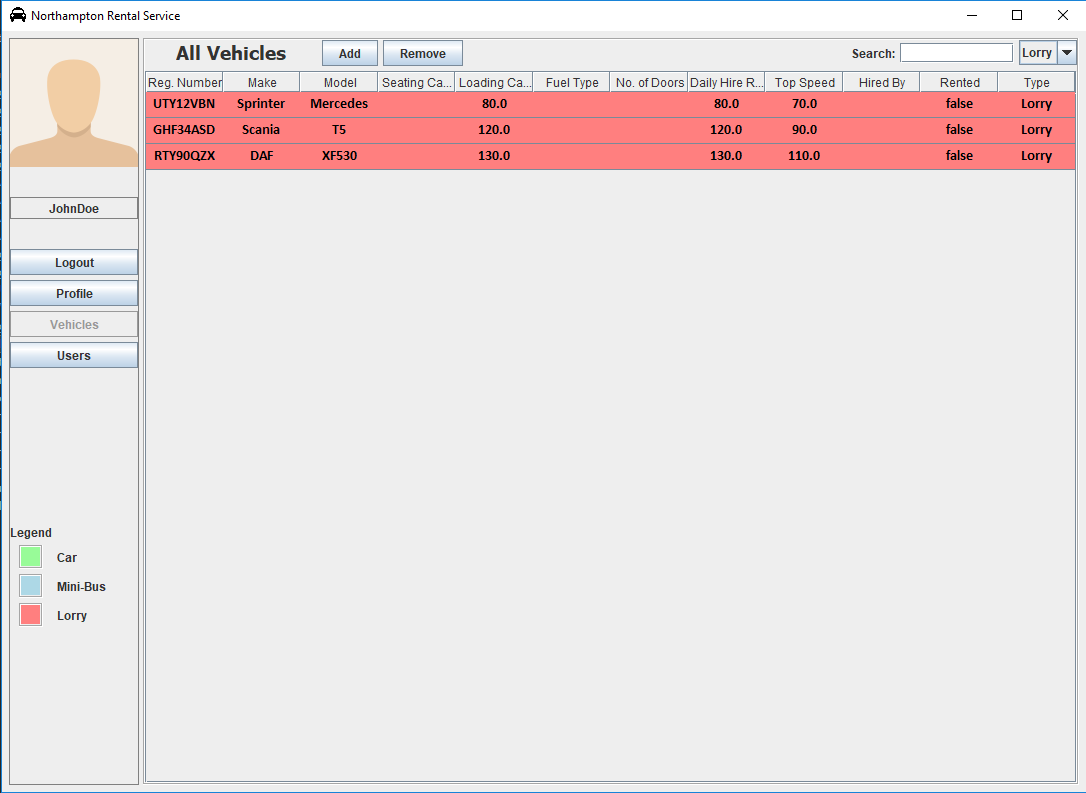 Northampton Rental Service
All Vehicles Add Remove Search: Lorry
Reg. Number Make Model Seating Ca... Loading Ca... Fuel Type No. of Doors Daily Hire R... Top Speed Hired By Rented Type
UTY12VBN Sprinter Mercedes 80.0 80.0 70.0 false Lorry
GHF34ASD Scania T5 120.0 120.0 90.0 false Lorry
RTY90QZX DAF XF530 130.0 130.0 110.0 false Lorry
JohnDoe
Logout
Profile
Vehicles
Users
Legend
Car
Mini-Bus
Lorry